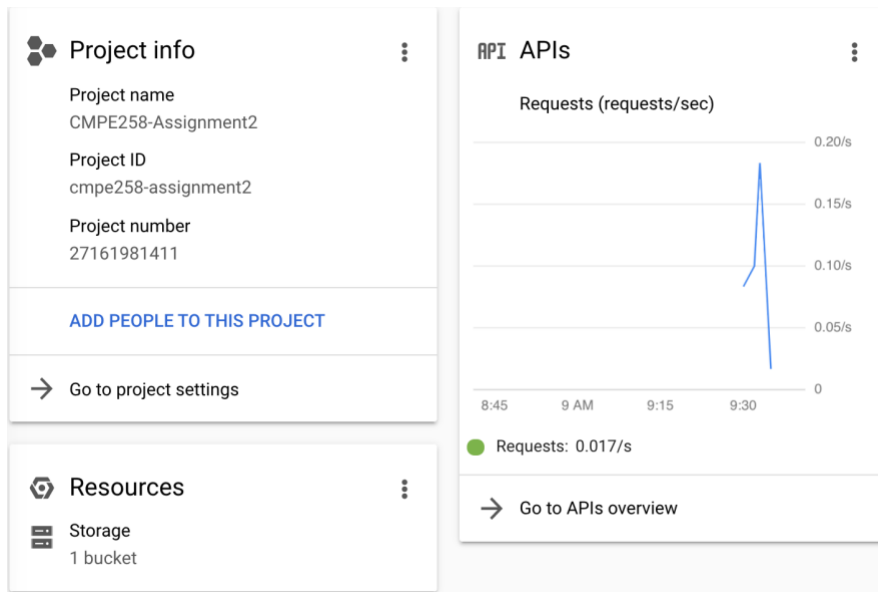 Project info
Project name
CMPE258-Assignment2
Project ID
cmpe258-assignment2
Project number
27161981411
ADD PEOPLE TO THIS PROJECT
Go to project settings
Resources
Storage
1 bucket
API APIs
Requests (requests/sec)
0.20/s
0.15/s
0.10/s
0.05/s
0
8:45 9 AM 9:15 9:30
Requests: 0.017/s
Go to APIs overview